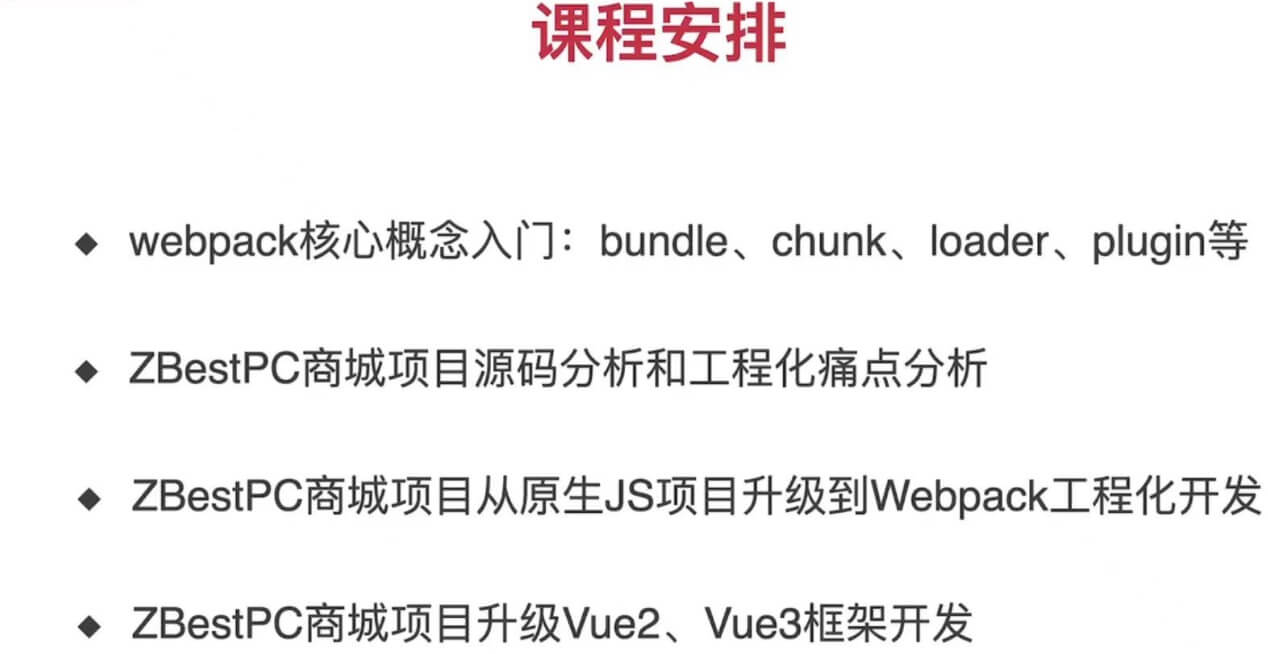 课程安排
◆ webpack核心概念入门：bundle、chunk、loader、plugin等
◆ ZBestPC商城项目源码分析和工程化痛点分析
◆ ZBestPC商城项目从原生JS项目升级到Webpack工程化开发
◆ ZBestPC商城项目升级Vue2、Vue3框架开发